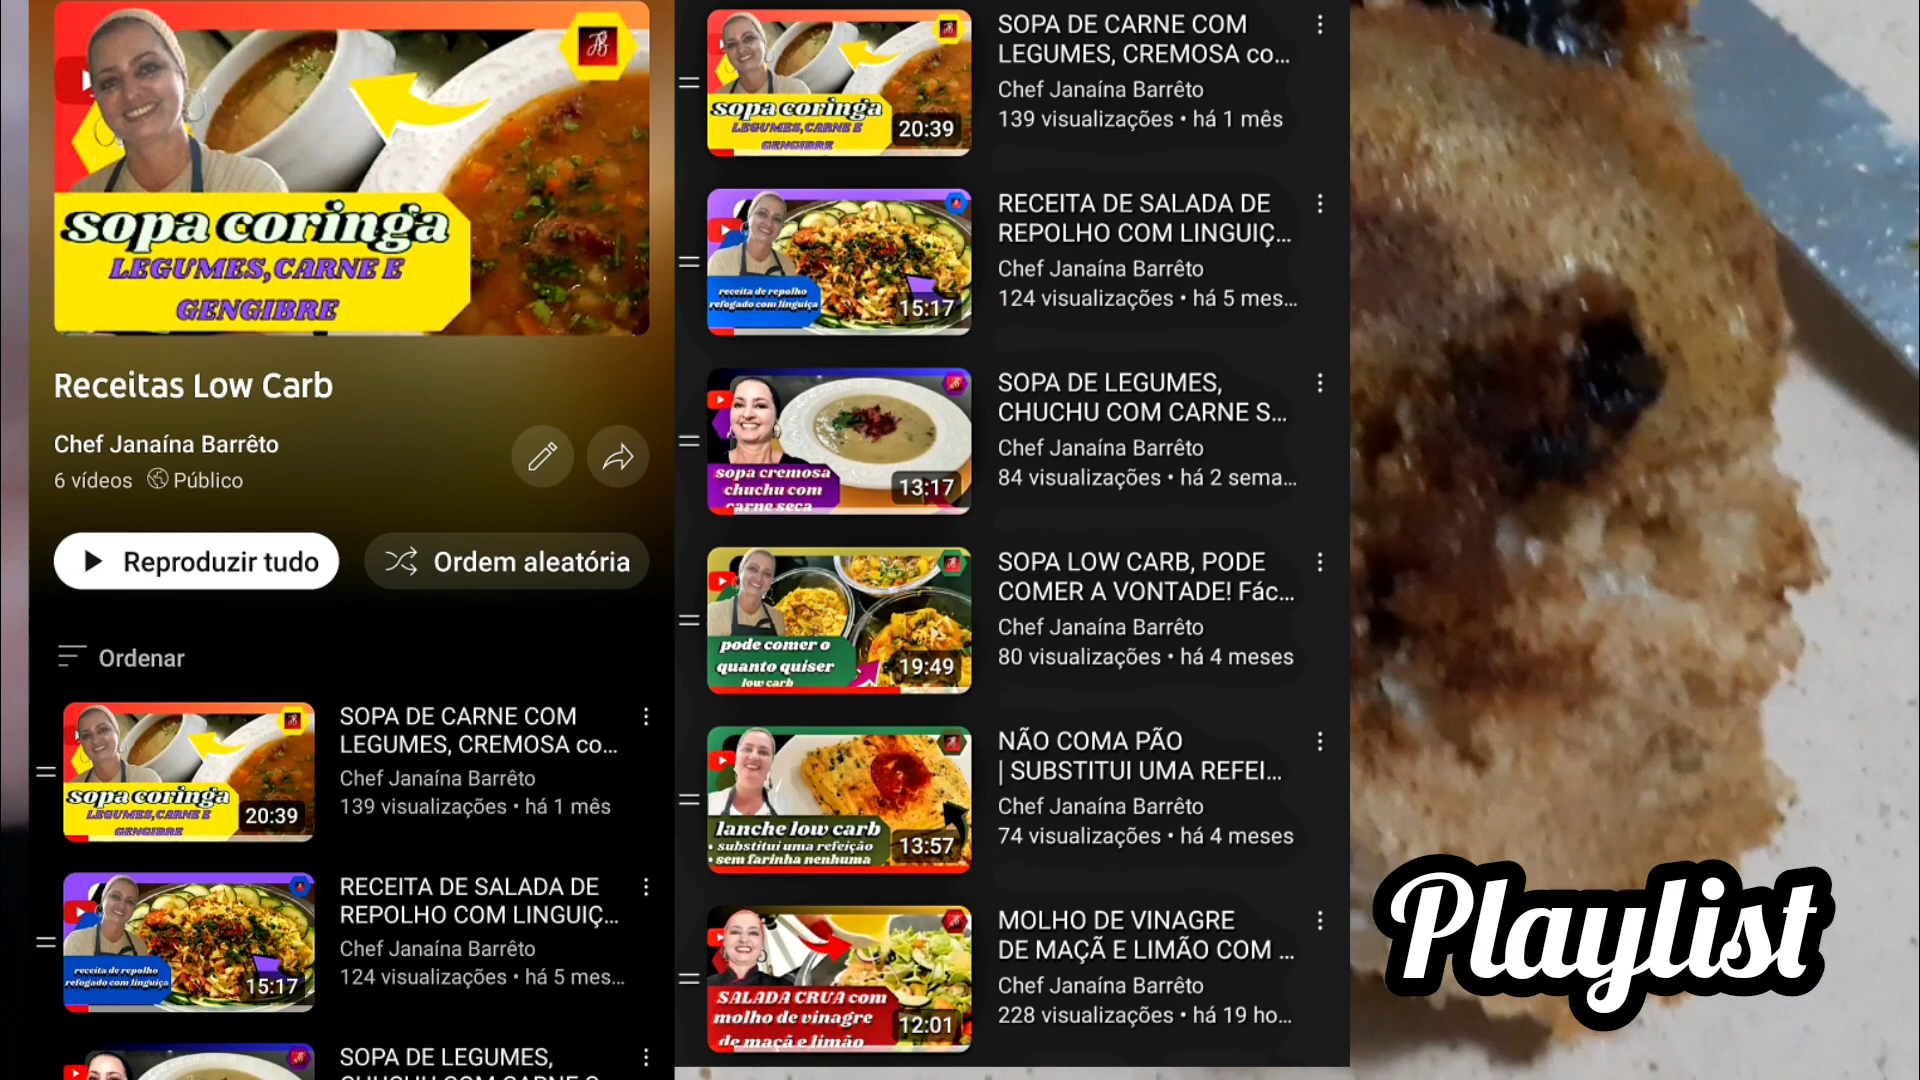 sopa coringa
LEGUMES, CARNE E
GENGIBRE
Receitas Low Carb
Chef Janaína Barrêto
6 vídeos Público
Reproduzir tudo
Ordem aleatória
Ordenar
sopa coringa
LEGUMES, CARNE E
GENGIBRE
20:39
SOPA DE CARNE COM
LEGUMES, CREMOSA co...
Chef Janaína Barrêto
139 visualizações • há 1 mês
receita de repolho
refogado com linguiça
15:17
RECEITA DE SALADA DE
REPOLHO COM LINGUIÇ...
Chef Janaína Barrêto
124 visualizações • há 5 mes...
SOPA DE LEGUMES,
sopa coringa
LEGUMES, CARNE E
GENGIBRE
20:39
SOPA DE CARNE COM
LEGUMES, CREMOSA co...
Chef Janaína Barrêto
139 visualizações • há 1 mês
receita de repolho
refogado com linguiça
15:17
RECEITA DE SALADA DE
REPOLHO COM LINGUIÇ...
Chef Janaína Barrêto
124 visualizações • há 5 mes...
sopa cremosa
chuchu com
carne seca
13:17
SOPA DE LEGUMES,
CHUCHU COM CARNE S...
Chef Janaína Barrêto
84 visualizações • há 2 sema...
pode comer o
quanto quiser
low carb
19:49
SOPA LOW CARB, PODE
COMER A VONTADE! Fác...
Chef Janaína Barrêto
80 visualizações • há 4 meses
lanche low carb
• substitui uma refeição
• sem farinha nenhuma
13:57
NÃO COMA PÃO
| SUBSTITUI UMA REFEI...
Chef Janaína Barrêto
74 visualizações • há 4 meses
SALADA CRUA com
molho de vinagre
de maçã e limão
12:01
MOLHO DE VINAGRE
DE MAÇÃ E LIMÃO COM ...
Chef Janaína Barrêto
228 visualizações • há 19 ho...
Playlist